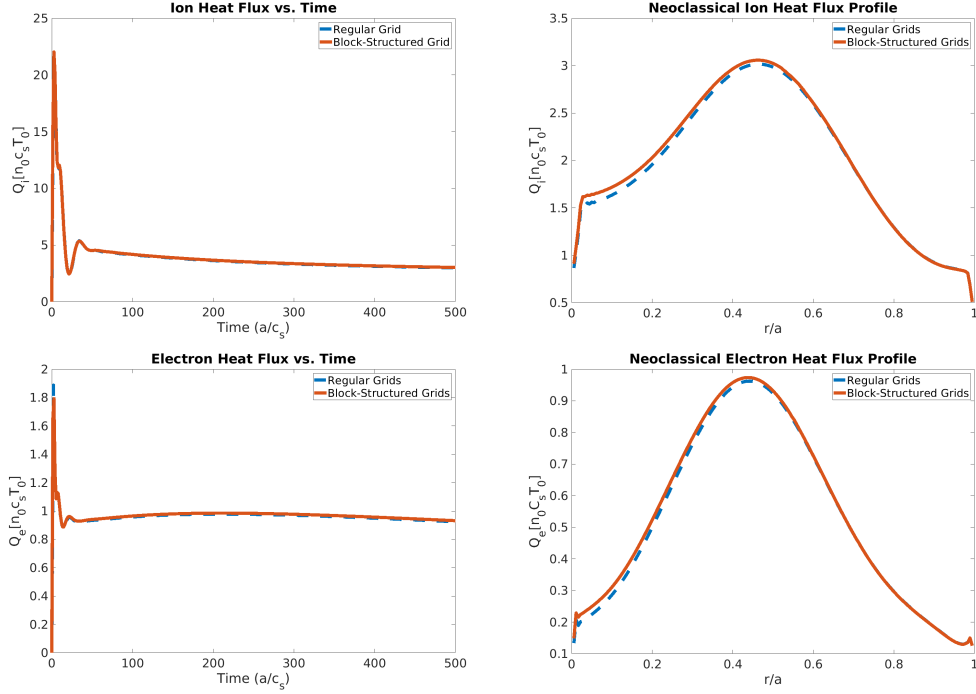 Ion Heat Flux vs. Time
Q_i[n_0c_sT_0]
25
20
15
10
5
0
Regular Grid
Block-Structured Grid
0 100 200 300 400 500
Time (a/c_s)
Neoclassical Ion Heat Flux Profile
Q_i[n_0c_sT_0]
3.5
3
2.5
2
1.5
1
0.5
Regular Grids
Block-Structured Grids
0 0.2 0.4 0.6 0.8 1
r/a
Electron Heat Flux vs. Time
Q_e[n_0c_sT_0]
2
1.8
1.6
1.4
1.2
1
0.8
0.6
0.4
0.2
0
Regular Grids
Block-Structured Grids
0 100 200 300 400 500
Time (a/c_s)
Neoclassical Electron Heat Flux Profile
Q_e[n_0C_ST_0]
1
0.9
0.8
0.7
0.6
0.5
0.4
0.3
0.2
0.1
Regular Grids
Block-Structured Grids
0 0.2 0.4 0.6 0.8 1
r/a